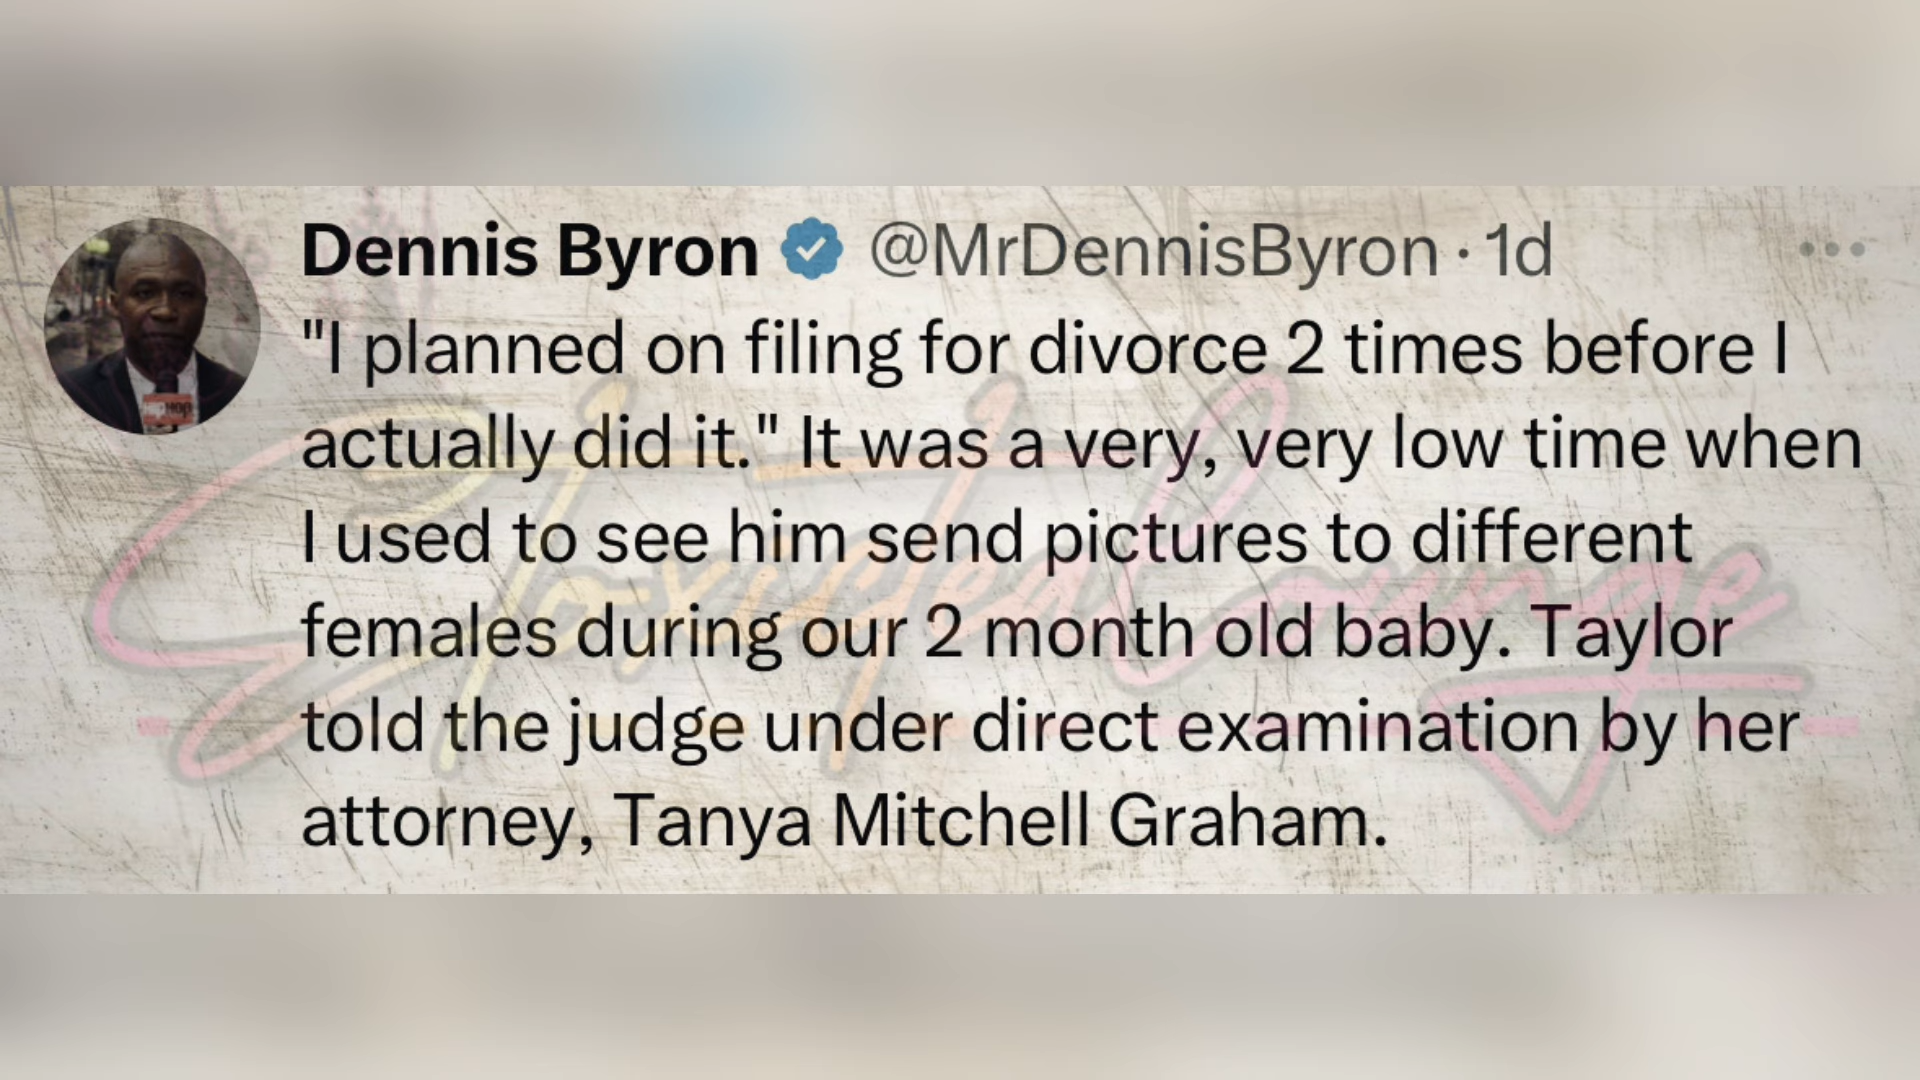 Dennis Byron @MrDennisByron · 1d
"I planned on filing for divorce 2 times before I
actually did it." It was a very, very low time when
I used to see him send pictures to different
females during our 2 month old baby. Taylor
told the judge under direct examination by her
attorney, Tanya Mitchell Graham.
HipHOP